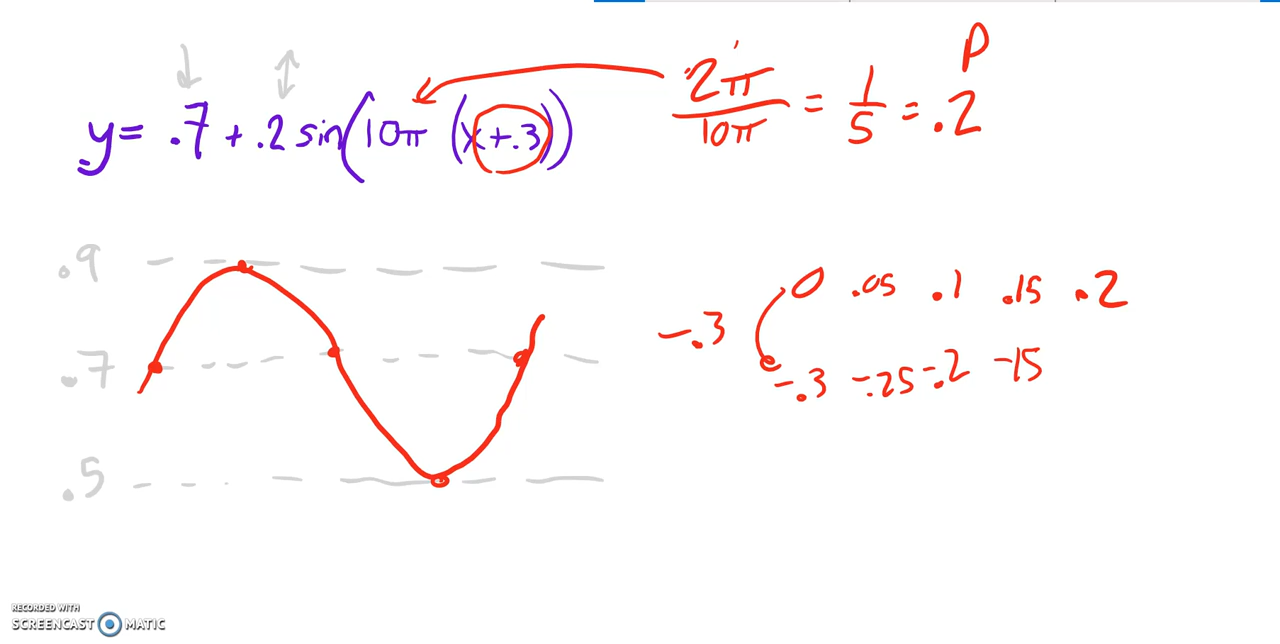 y= .7 + .2 sin(10π (x+.3))
2π/10π = 1/5 = .2
P
.9
.7
.5
0 .05 .1 .15 .2
-.3
-.3 -.25 -.2 -15
RECORDED WITH
SCREENCAST MATIC